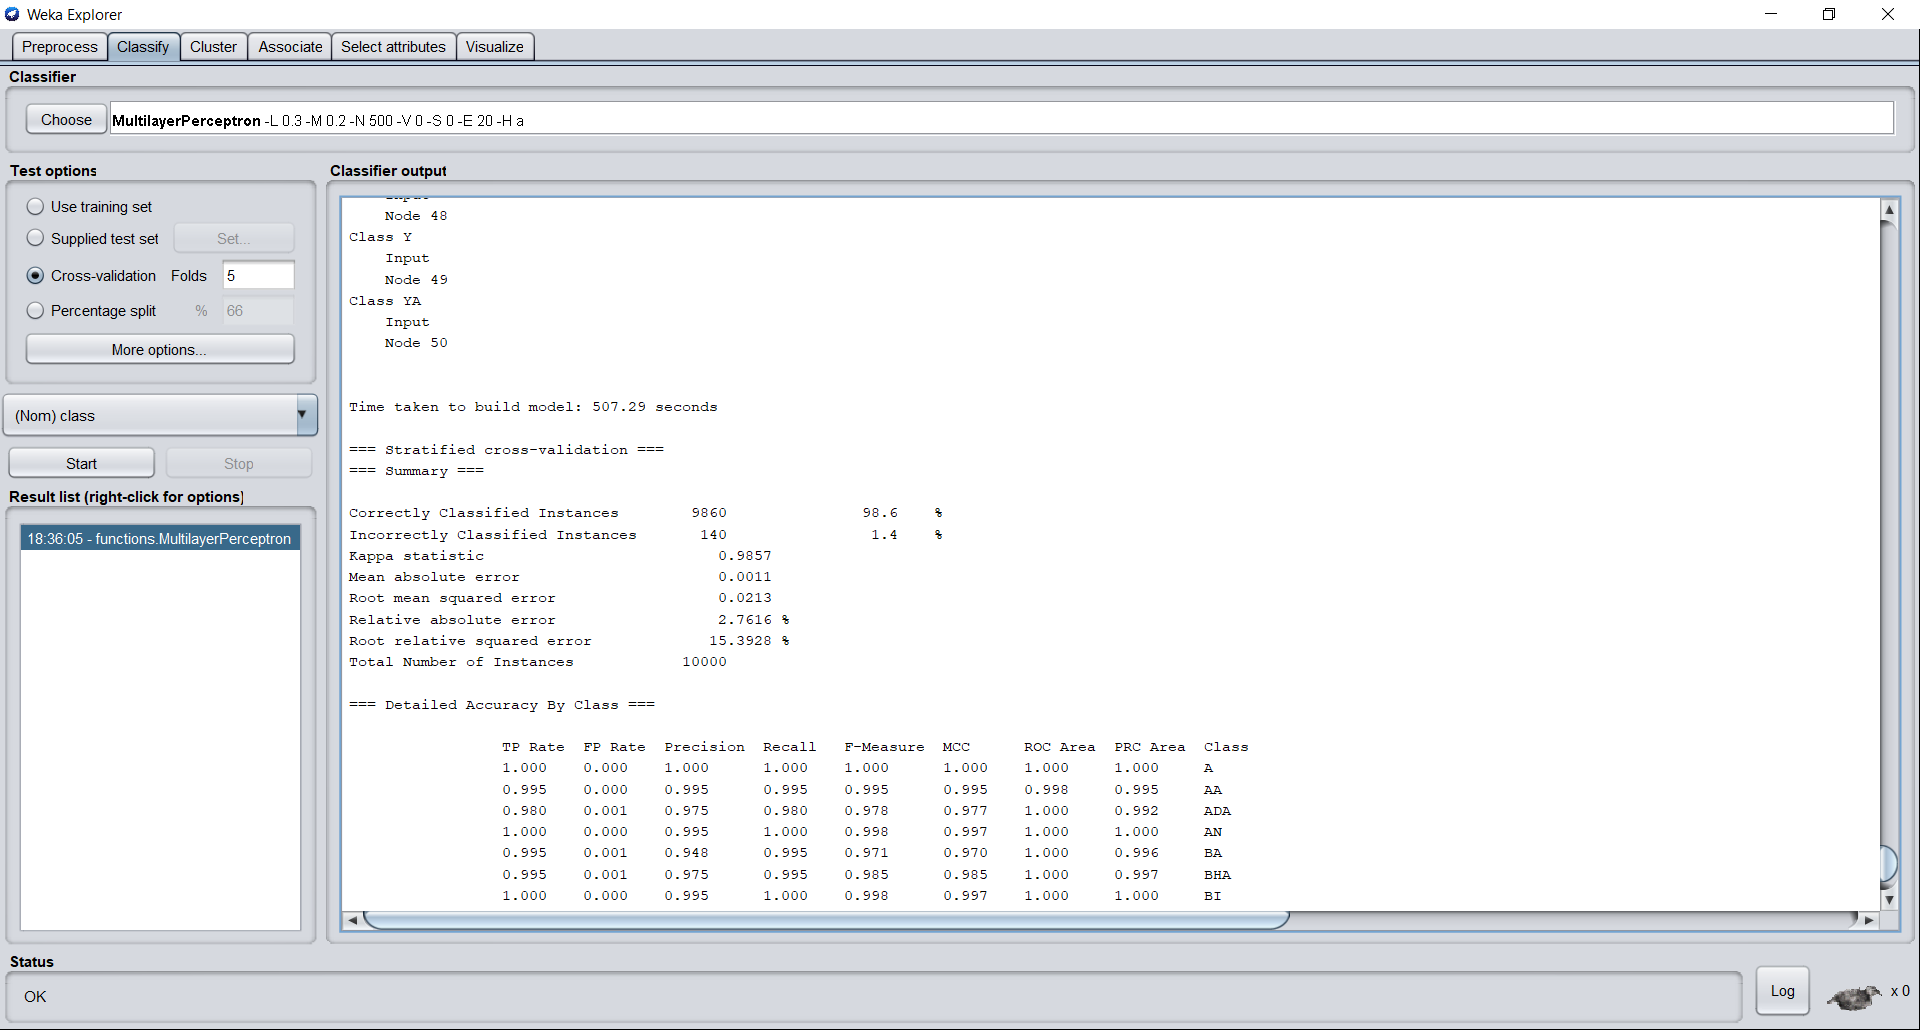 Weka Explorer
Preprocess Classify Cluster Associate Select attributes Visualize
Classifier
Choose MultilayerPerceptron -L 0.3 -M 0.2 -N 500 -V 0 -S 0 -E 20 -H a
Test options
Use training set
Supplied test set Set...
Cross-validation Folds 5
Percentage split % 66
More options...
(Nom) class
Start Stop
Result list (right-click for options)
18:36:05 - functions.MultilayerPerceptron
Classifier output
Input
Node 48
Class Y
Input
Node 49
Class YA
Input
Node 50
Time taken to build model: 507.29 seconds
=== Stratified cross-validation ===
=== Summary ===
Correctly Classified Instances 9860 98.6 %
Incorrectly Classified Instances 140 1.4 %
Kappa statistic 0.9857
Mean absolute error 0.0011
Root mean squared error 0.0213
Relative absolute error 2.7616 %
Root relative squared error 15.3928 %
Total Number of Instances 10000
=== Detailed Accuracy By Class ===
TP Rate FP Rate Precision Recall F-Measure MCC ROC Area PRC Area Class
1.000 0.000 1.000 1.000 1.000 1.000 1.000 1.000 A
0.995 0.000 0.995 0.995 0.995 0.995 0.998 0.995 AA
0.980 0.001 0.975 0.980 0.978 0.977 1.000 0.992 ADA
1.000 0.000 0.995 1.000 0.998 0.997 1.000 1.000 AN
0.995 0.001 0.948 0.995 0.971 0.970 1.000 0.996 BA
0.995 0.001 0.975 0.995 0.985 0.985 1.000 0.997 BHA
1.000 0.000 0.995 1.000 0.998 0.997 1.000 1.000 BI
Status
OK
Log x 0